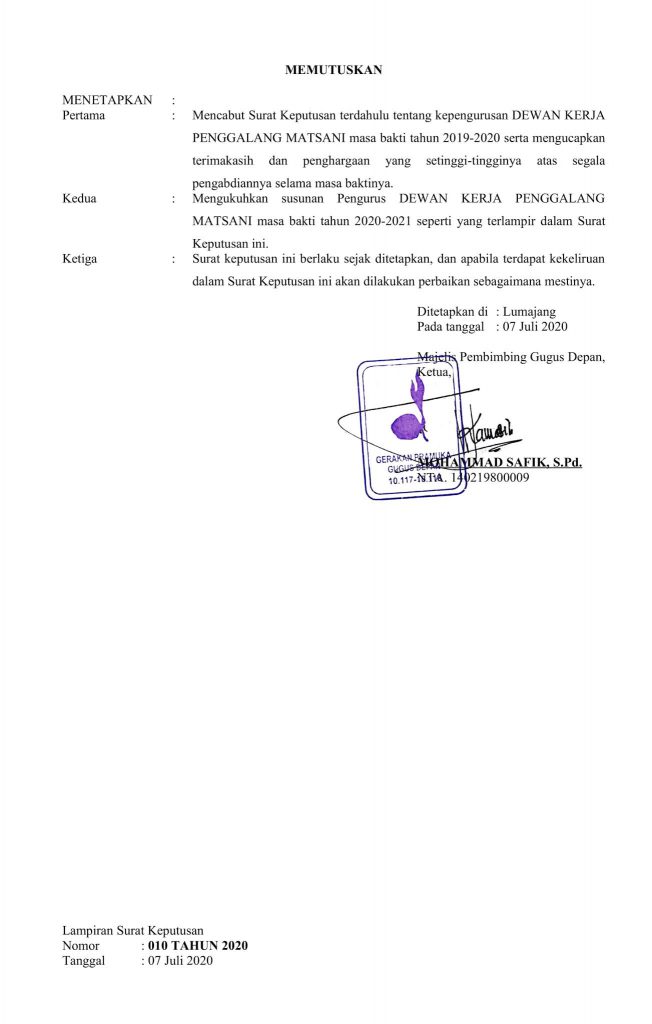 MEMUTUSKAN
MENETAPKAN :
Pertama : Mencabut Surat Keputusan terdahulu tentang kepengurusan DEWAN KERJA
PENGGALANG MATSANI masa bakti tahun 2019-2020 serta mengucapkan
terimakasih dan penghargaan yang setinggi-tingginya atas segala
pengabdiannya selama masa baktinya.
Kedua : Mengukuhkan susunan Pengurus DEWAN KERJA PENGGALANG
MATSANI masa bakti tahun 2020-2021 seperti yang terlampir dalam Surat
Keputusan ini.
Ketiga : Surat keputusan ini berlaku sejak ditetapkan, dan apabila terdapat kekeliruan
dalam Surat Keputusan ini akan dilakukan perbaikan sebagaimana mestinya.
Ditetapkan di : Lumajang
Pada tanggal : 07 Juli 2020
Majelis Pembimbing Gugus Depan,
Ketua,
GERAKAN PRAMUKA
GUGUS DEPAN
10.117-10.118
MOHAMMAD SAFIK, S.Pd.
NTA. 140219800009
Lampiran Surat Keputusan
Nomor : 010 TAHUN 2020
Tanggal : 07 Juli 2020